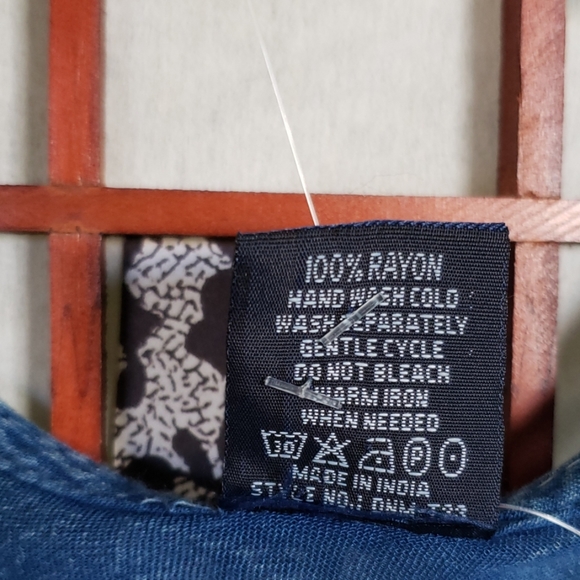 100% RAYON
HAND WASH COLD
WASH SEPARATELY
GENTLE CYCLE
DO NOT BLEACH
WARM IRON
WHEN NEEDED
30 P
MADE IN INDIA
STYLE NO.: